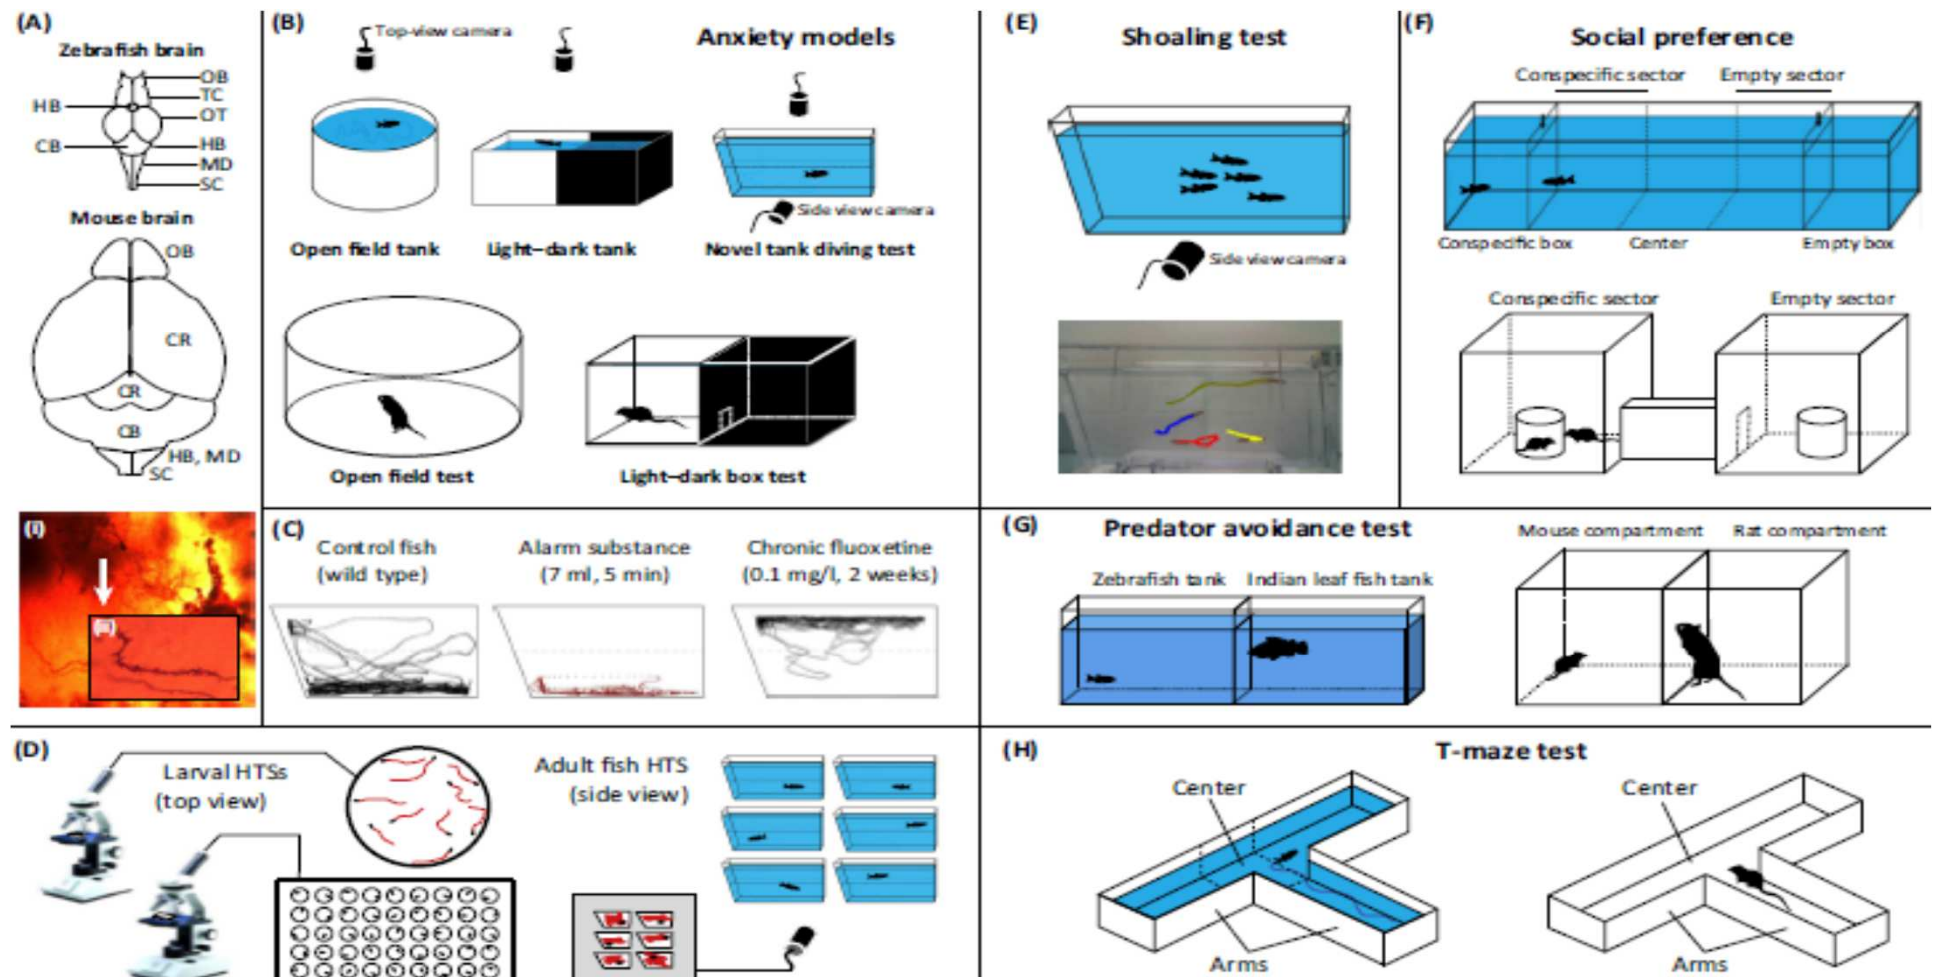 (A)
Zebrafish brain
OB
TC
HB
OT
CB
HB
MD
SC
Mouse brain
OB
CR
CR
CB
HB, MD
SC
(i)
(ii)
(B)
Top-view camera
Anxiety models
Side view camera
Open field tank
Light–dark tank
Novel tank diving test
Open field test
Light–dark box test
(C)
Control fish
(wild type)
Alarm substance
(7 ml, 5 min)
Chronic fluoxetine
(0.1 mg/l, 2 weeks)
(D)
Larval HTSs
(top view)
Adult fish HTS
(side view)
(E)
Shoaling test
Side view camera
(F)
Social preference
Conspecific sector
Empty sector
Conspecific box
Center
Empty box
Conspecific sector
Empty sector
(G)
Predator avoidance test
Zebrafish tank
Indian leaf fish tank
Mouse compartment
Rat compartment
(H)
T-maze test
Center
Arms
Center
Arms